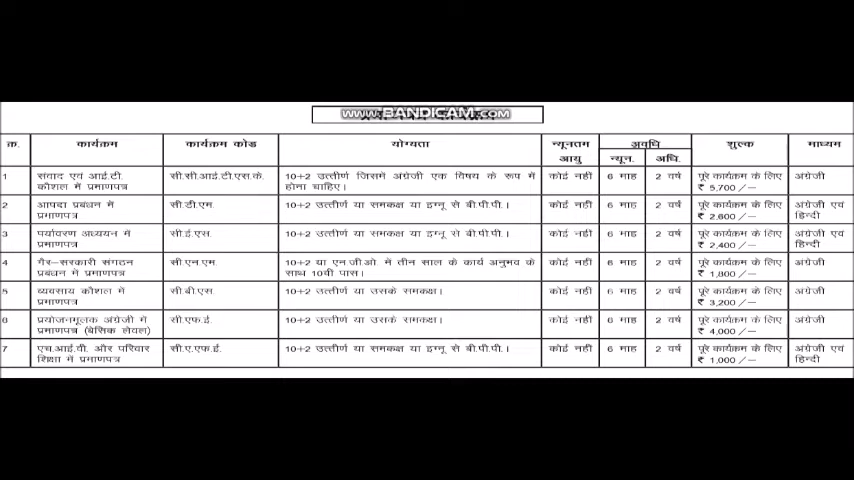 www.BANDICAM.com
क्र. कार्यक्रम कार्यक्रम कोड योग्यता न्यूनतम आयु अवधि न्यून. अधि. शुल्क माध्यम
1 संवाद एवं आई.टी. कौशल में प्रमाणपत्र सी.सी.आई.टी.एस.के. 10+2 उत्तीर्ण जिसमें अंग्रेजी एक विषय के रूप में होना चाहिए। कोई नहीं 6 माह 2 वर्ष पूरे कार्यक्रम के लिए ₹ 5,700/– अंग्रेजी
2 आपदा प्रबंधन में प्रमाणपत्र सी.डी.एम. 10+2 उत्तीर्ण या समकक्ष या इग्नू से बी.पी.पी.। कोई नहीं 6 माह 2 वर्ष पूरे कार्यक्रम के लिए ₹ 2,600/– अंग्रेजी एवं हिन्दी
3 पर्यावरण अध्ययन में प्रमाणपत्र सी.ई.एस. 10+2 उत्तीर्ण या समकक्ष या इग्नू से बी.पी.पी.। कोई नहीं 6 माह 2 वर्ष पूरे कार्यक्रम के लिए ₹ 2,400/– अंग्रेजी एवं हिन्दी
4 गैर–सरकारी संगठन प्रबंधन में प्रमाणपत्र सी.एन.एम. 10+2 या एन.जी.ओ में तीन साल के कार्य अनुभव के साथ 10वीं पास। कोई नहीं 6 माह 2 वर्ष पूरे कार्यक्रम के लिए ₹ 1,800/– अंग्रेजी
5 व्यवसाय कौशल में प्रमाणपत्र सी.बी.एस. 10+2 उत्तीर्ण या उसके समकक्ष। कोई नहीं 6 माह 2 वर्ष पूरे कार्यक्रम के लिए ₹ 3,200/– अंग्रेजी
6 प्रयोजनमूलक अंग्रेजी में प्रमाणपत्र (बेसिक लेवल) सी.एफ.ई. 10+2 उत्तीर्ण या उसके समकक्ष। कोई नहीं 6 माह 2 वर्ष पूरे कार्यक्रम के लिए ₹ 4,000/– अंग्रेजी
7 एच.आई.वी. और परिवार शिक्षा में प्रमाणपत्र सी.ए.एफ.ई. 10+2 उत्तीर्ण या समकक्ष या इग्नू से बी.पी.पी.। कोई नहीं 6 माह 2 वर्ष पूरे कार्यक्रम के लिए ₹ 1,000/– अंग्रेजी एवं हिन्दी